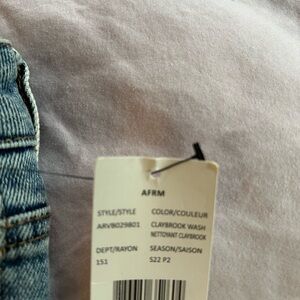 AFRM
STYLE/STYLE COLOR/COULEUR
ARVB029801 CLAYBROOK WASH
NETTOYANT CLAYBROOK
DEPT/RAYON SEASON/SAISON
151 S22 P2